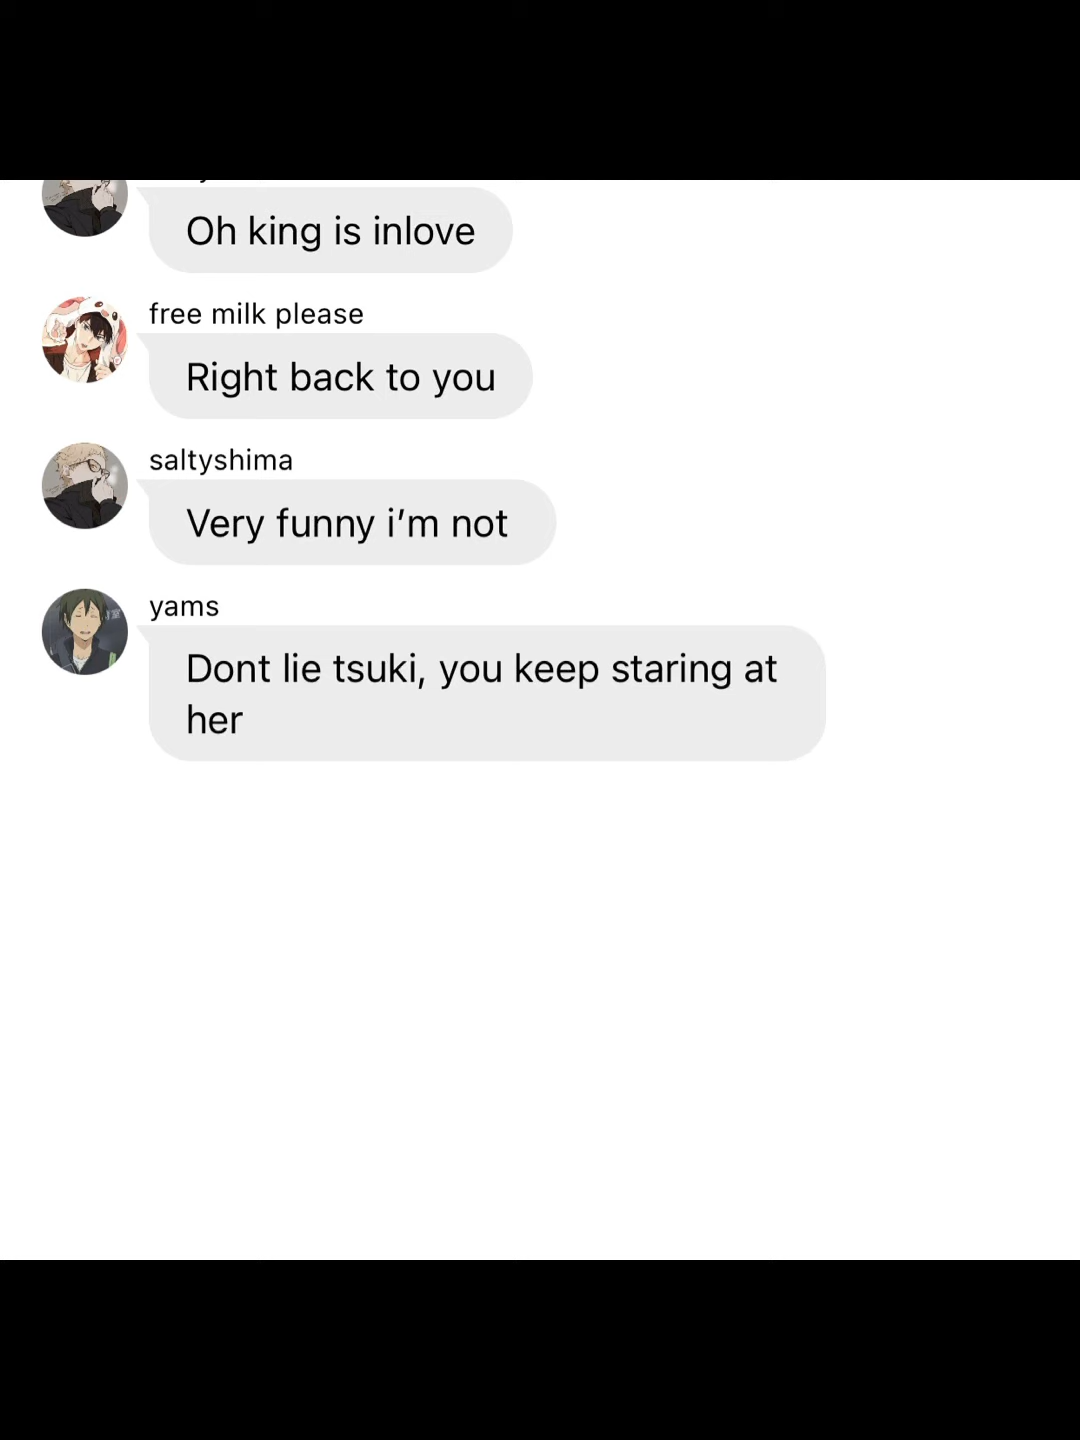 Oh king is inlove
free milk please
Right back to you
saltyshima
Very funny i’m not
yams
Dont lie tsuki, you keep staring at
her